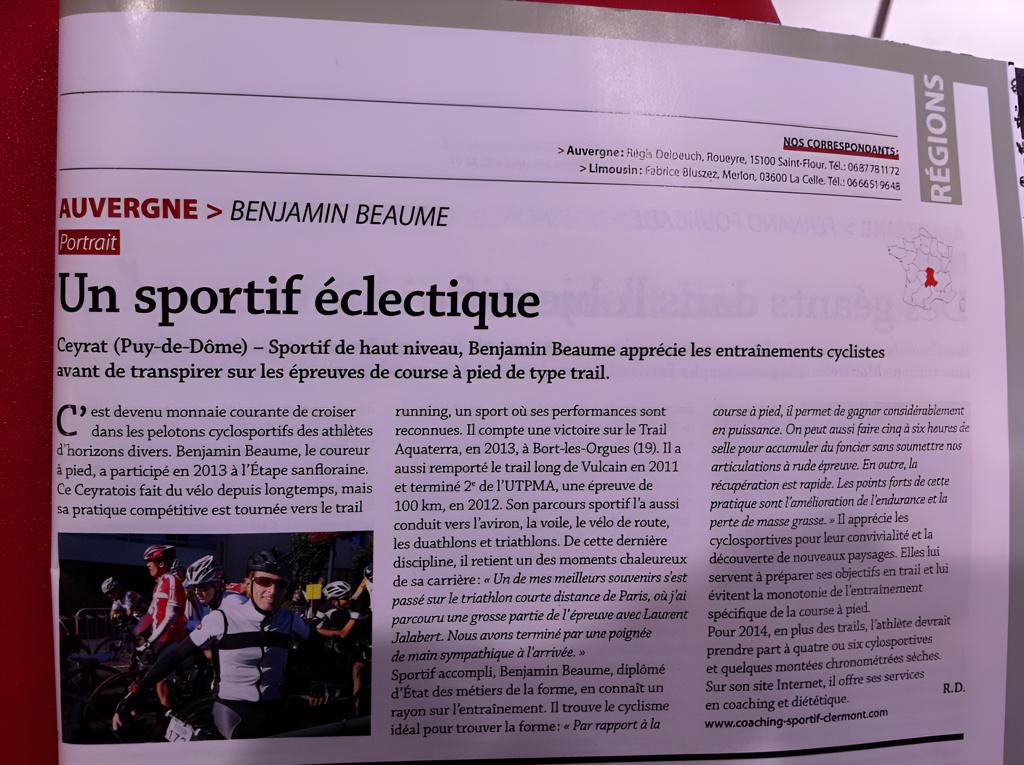 RÉGIONS
NOS CORRESPONDANTS:
> Auvergne : Régis Delpeuch, Roueyre, 15100 Saint-Flour. Tél. : 06 87 78 11 72
> Limousin : Fabrice Bluszez, Merlon, 03600 La Celle. Tél. : 06 66 51 96 48
AUVERGNE > BENJAMIN BEAUME
Portrait
Un sportif éclectique
Ceyrat (Puy-de-Dôme) – Sportif de haut niveau, Benjamin Beaume apprécie les entraînements cyclistes
avant de transpirer sur les épreuves de course à pied de type trail.
C’est devenu monnaie courante de croiser
dans les pelotons cyclosportifs des athlètes
d’horizons divers. Benjamin Beaume, le coureur
à pied, a participé en 2013 à l’Étape sanfloraine.
Ce Ceyratois fait du vélo depuis longtemps, mais
sa pratique compétitive est tournée vers le trail
running, un sport où ses performances sont
reconnues. Il compte une victoire sur le Trail
Aquaterra, en 2013, à Bort-les-Orgues (19). Il a
aussi remporté le trail long de Vulcain en 2011
et terminé 2e de l’UTPMA, une épreuve de
100 km, en 2012. Son parcours sportif l’a aussi
conduit vers l’aviron, la voile, le vélo de route,
les duathlons et triathlons. De cette dernière
discipline, il retient un des moments chaleureux
de sa carrière : « Un de mes meilleurs souvenirs s’est
passé sur le triathlon courte distance de Paris, où j’ai
parcouru une grosse partie de l’épreuve avec Laurent
Jalabert. Nous avons terminé par une poignée
de main sympathique à l’arrivée. »
Sportif accompli, Benjamin Beaume, diplômé
d’État des métiers de la forme, en connaît un
rayon sur l’entraînement. Il trouve le cyclisme
idéal pour trouver la forme : « Par rapport à la
course à pied, il permet de gagner considérablement
en puissance. On peut aussi faire cinq à six heures de
selle pour accumuler du foncier sans soumettre nos
articulations à rude épreuve. En outre, la
récupération est rapide. Les points forts de cette
pratique sont l’amélioration de l’endurance et la
perte de masse grasse. » Il apprécie les
cyclosportives pour leur convivialité et la
découverte de nouveaux paysages. Elles lui
servent à préparer ses objectifs en trail et lui
évitent la monotonie de l’entraînement
spécifique de la course à pied.
Pour 2014, en plus des trails, l’athlète devrait
prendre part à quatre ou six cylosportives
et quelques montées chronométrées sèches.
Sur son site Internet, il offre ses services
en coaching et diététique.
R.D.
www.coaching-sportif-clermont.com